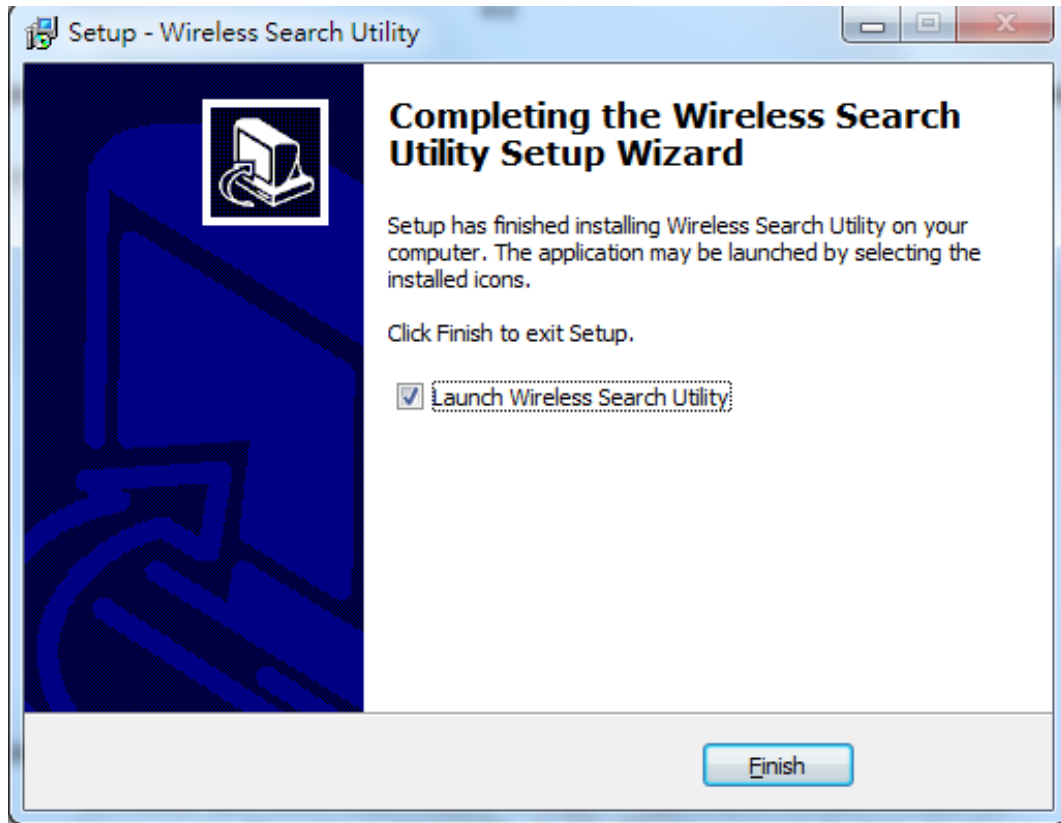 Setup - Wireless Search Utility
Completing the Wireless Search
Utility Setup Wizard
Setup has finished installing Wireless Search Utility on your
computer. The application may be launched by selecting the
installed icons.
Click Finish to exit Setup.
Launch Wireless Search Utility
Finish